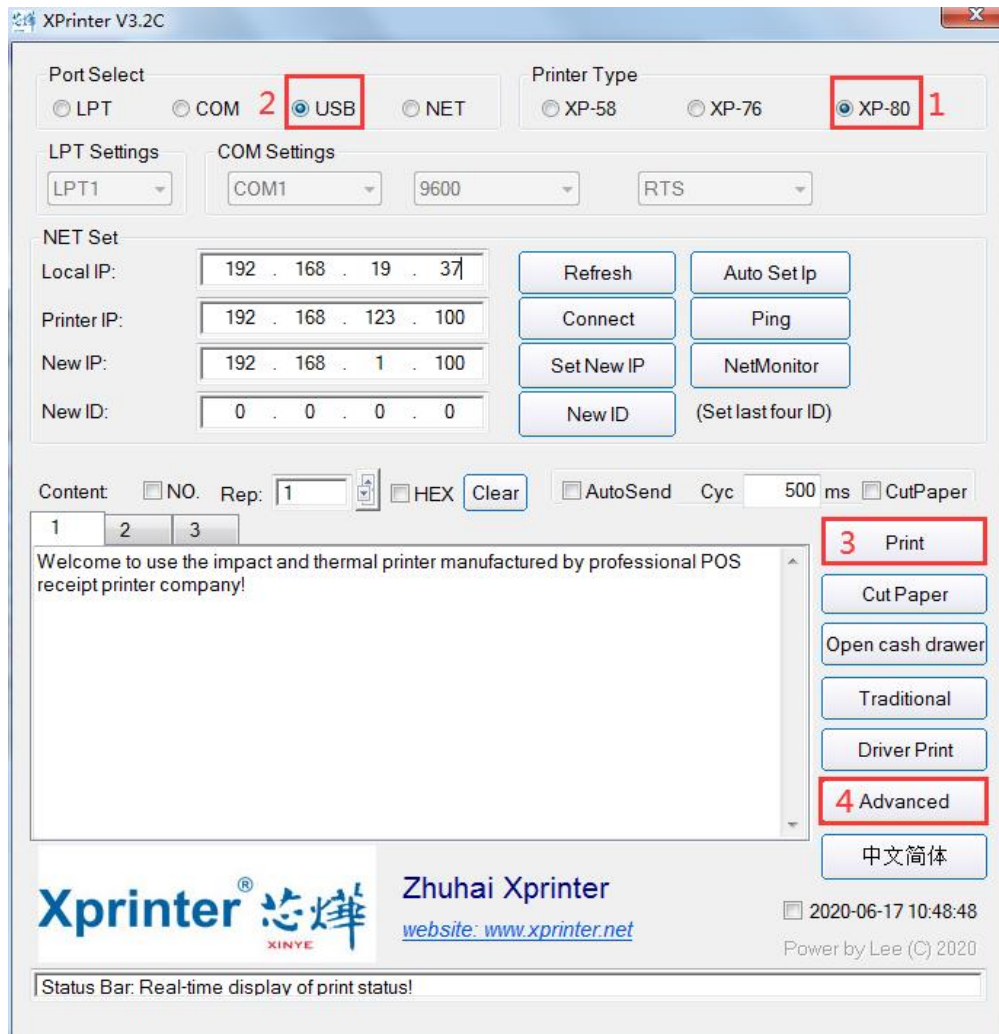 XPrinter V3.2C
Port Select
LPT COM 2 USB NET
Printer Type
XP-58 XP-76 XP-80 1
LPT Settings
LPT1
COM Settings
COM1 9600 RTS
NET Set
Local IP: 192 . 168 . 19 . 37 Refresh Auto Set Ip
Printer IP: 192 . 168 . 123 . 100 Connect Ping
New IP: 192 . 168 . 1 . 100 Set New IP NetMonitor
New ID: 0 . 0 . 0 . 0 New ID (Set last four ID)
Content: NO. Rep: 1 HEX Clear AutoSend Cyc 500 ms CutPaper
1 2 3
Welcome to use the impact and thermal printer manufactured by professional POS
receipt printer company!
3 Print
Cut Paper
Open cash drawer
Traditional
Driver Print
4 Advanced
中文简体
Xprinter® 芯烨
XINYE
Zhuhai Xprinter
website: www.xprinter.net
2020-06-17 10:48:48
Power by Lee (C) 2020
Status Bar: Real-time display of print status!